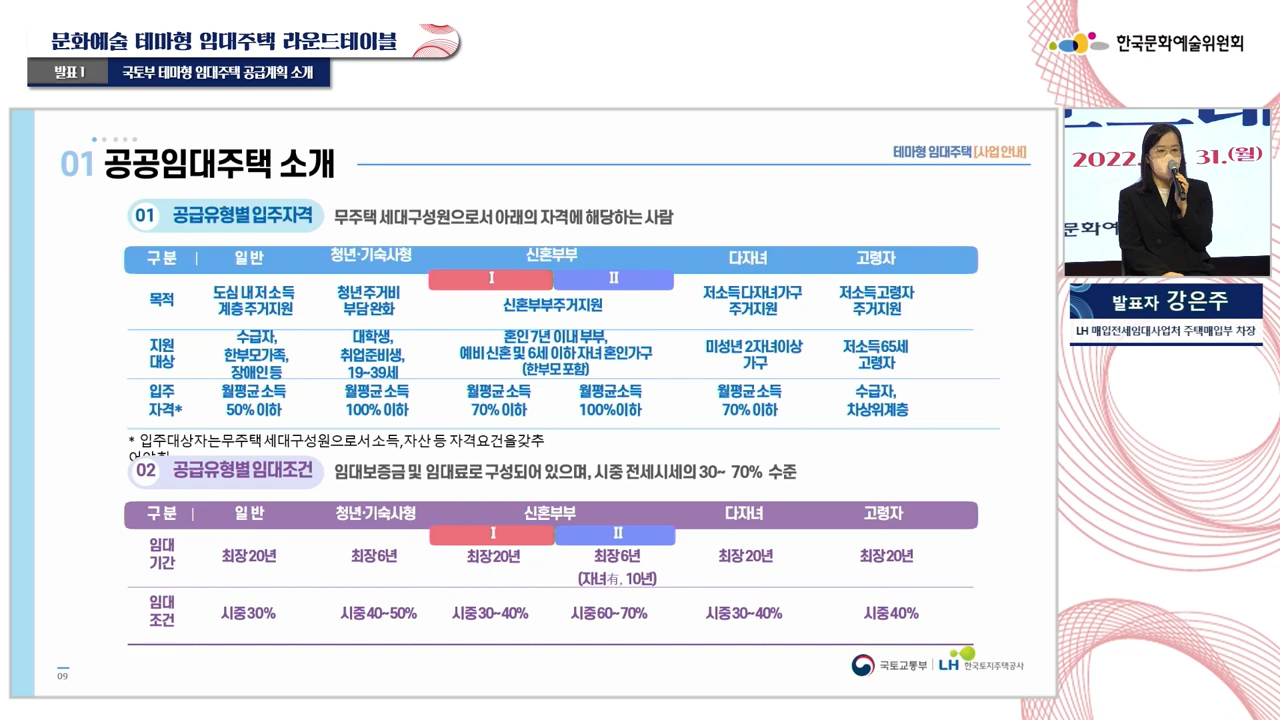 문화예술 테마형 임대주택 라운드테이블
발표 1 국토부 테마형 임대주택 공급계획 소개
한국문화예술위원회
01 공공임대주택 소개
테마형 임대주택 [사업 안내]
01 공급유형별 입주자격 무주택 세대구성원으로서 아래의 자격에 해당하는 사람
구 분 일 반 청년·기숙사형 신혼부부 다자녀 고령자
I II
목적 도심 내 저소득 계층 주거지원 청년 주거비 부담 완화 신혼부부주거지원 저소득 다자녀가구 주거지원 저소득 고령자 주거지원
지원 대상 수급자, 한부모가족, 장애인 등 대학생, 취업준비생, 19~39세 혼인 7년 이내 부부, 예비 신혼 및 6세 이하 자녀 혼인가구 (한부모 포함) 미성년 2자녀이상 가구 저소득 65세 고령자
입주 자격* 월평균 소득 50% 이하 월평균 소득 100% 이하 월평균 소득 70% 이하 월평균소득 100%이하 월평균 소득 70% 이하 수급자, 차상위계층
* 입주대상자는 무주택 세대구성원으로서 소득,자산 등 자격요건을갖추
02 공급유형별 임대조건 임대보증금 및 임대료로 구성되어 있으며, 시중 전세시세의 30~ 70% 수준
구 분 일 반 청년·기숙사형 신혼부부 다자녀 고령자
I II
임대 기간 최장 20년 최장 6년 최장 20년 최장 6년 (자녀有, 10년) 최장 20년 최장 20년
임대 조건 시중 30% 시중 40~50% 시중 30~40% 시중 60~70% 시중 30~40% 시중 40%
09
국토교통부 LH 한국토지주택공사
2022. 31.(월)
문화예
발표자 강은주
LH 매입전세임대사업처 주택매입부 차장